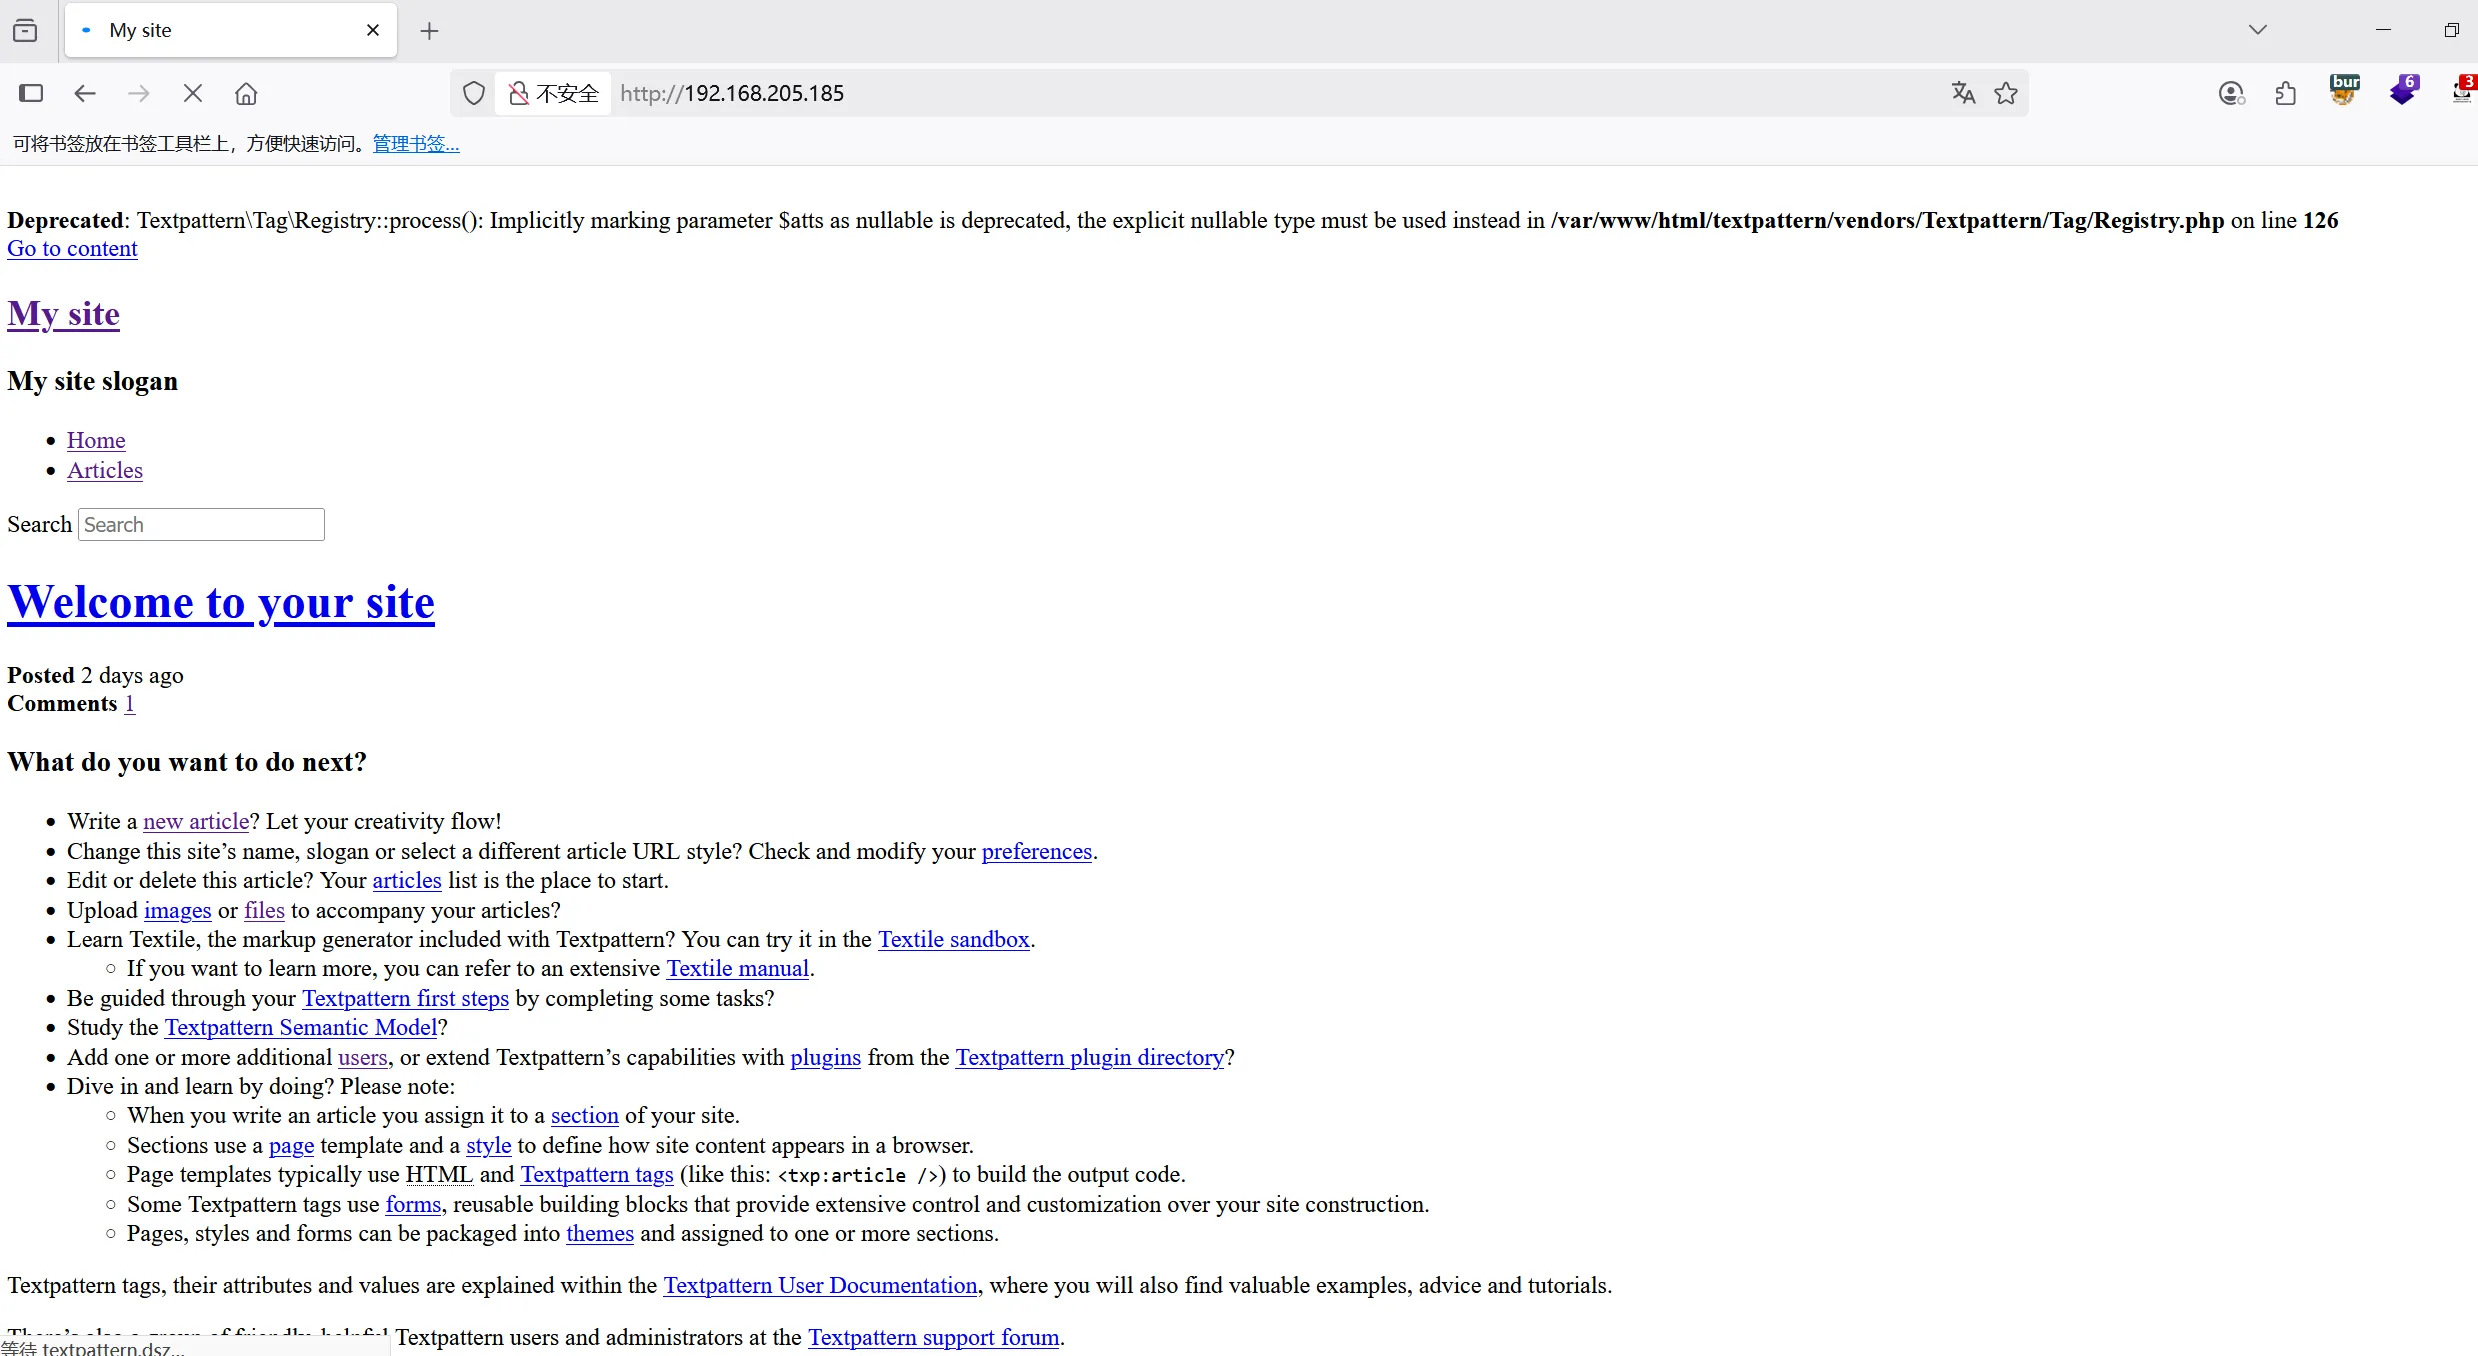 My site
不安全 http://192.168.205.185
bur
6
3
可将书签放在书签工具栏上，方便快速访问。管理书签...
Deprecated: Textpattern\Tag\Registry::process(): Implicitly marking parameter $atts as nullable is deprecated, the explicit nullable type must be used instead in /var/www/html/textpattern/vendors/Textpattern/Tag/Registry.php on line 126
Go to content
My site
My site slogan
Home
Articles
Search Search
Welcome to your site
Posted 2 days ago
Comments 1
What do you want to do next?
Write a new article? Let your creativity flow!
Change this site’s name, slogan or select a different article URL style? Check and modify your preferences.
Edit or delete this article? Your articles list is the place to start.
Upload images or files to accompany your articles?
Learn Textile, the markup generator included with Textpattern? You can try it in the Textile sandbox.
If you want to learn more, you can refer to an extensive Textile manual.
Be guided through your Textpattern first steps by completing some tasks?
Study the Textpattern Semantic Model?
Add one or more additional users, or extend Textpattern’s capabilities with plugins from the Textpattern plugin directory?
Dive in and learn by doing? Please note:
When you write an article you assign it to a section of your site.
Sections use a page template and a style to define how site content appears in a browser.
Page templates typically use HTML and Textpattern tags (like this: <txp:article />) to build the output code.
Some Textpattern tags use forms, reusable building blocks that provide extensive control and customization over your site construction.
Pages, styles and forms can be packaged into themes and assigned to one or more sections.
Textpattern tags, their attributes and values are explained within the Textpattern User Documentation, where you will also find valuable examples, advice and tutorials.
There’s also a group of friendly, helpful Textpattern users and administrators at the Textpattern support forum.
等待 textpattern.dsz...